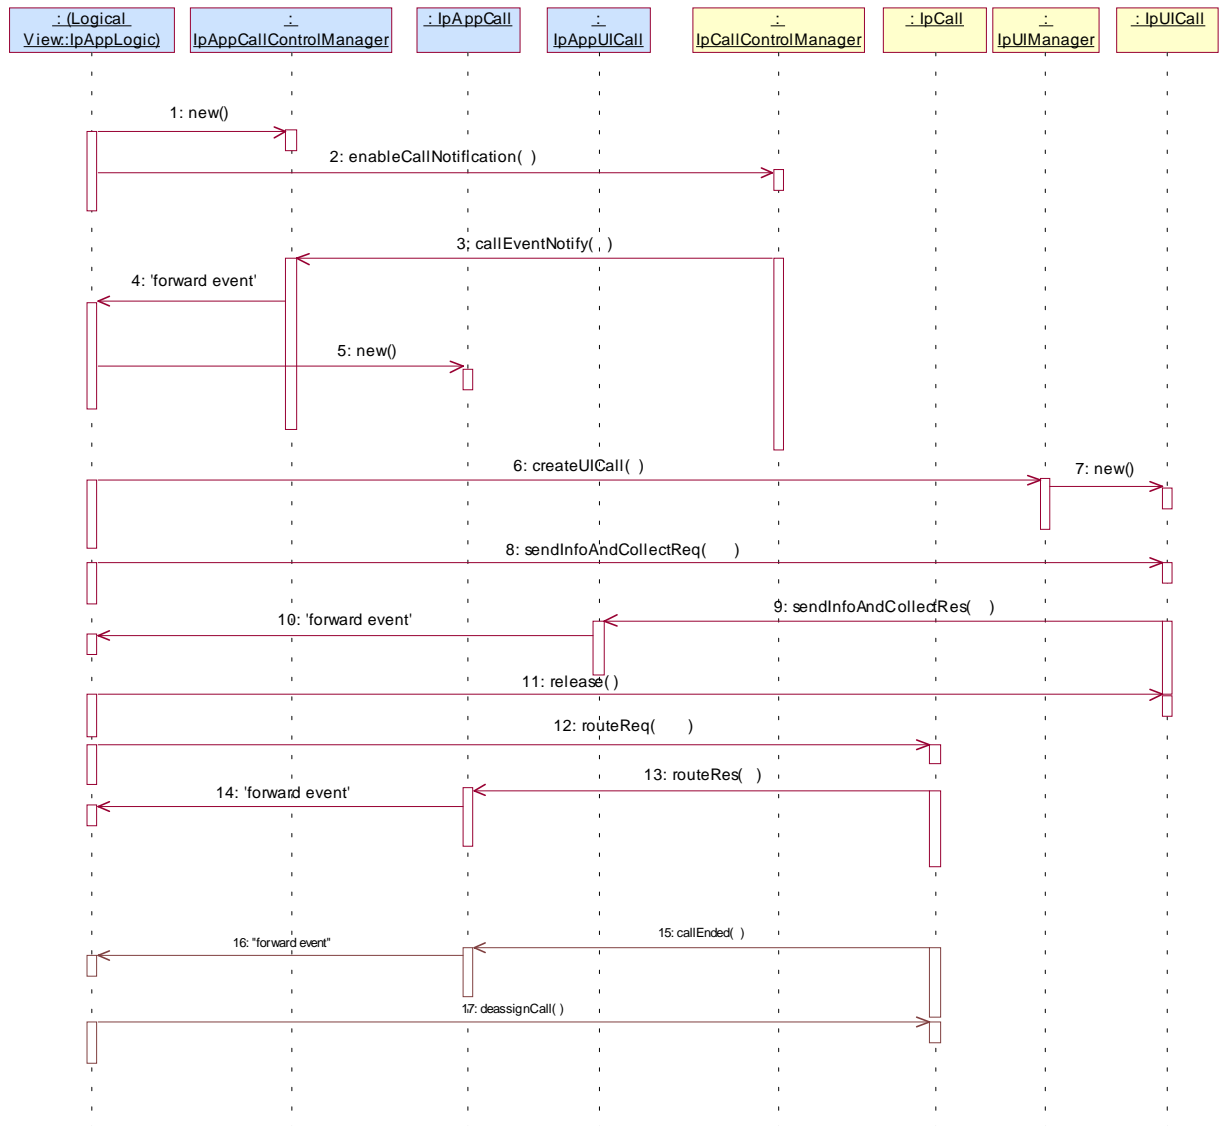 : (Logical
View::IpAppLogic)
:
IpAppCallControlManager
: IpAppCall
:
IpAppUICall
:
IpCallControlManager
: IpCall
:
IpUIManager
: IpUICall
1: new()
2: enableCallNotification( )
3: callEventNotify( , )
4: 'forward event'
5: new()
6: createUICall( )
7: new()
8: sendInfoAndCollectReq( )
9: sendInfoAndCollectRes( )
10: 'forward event'
11: release( )
12: routeReq( )
13: routeRes( )
14: 'forward event'
15: callEnded( )
16: "forward event"
17: deassignCall( )